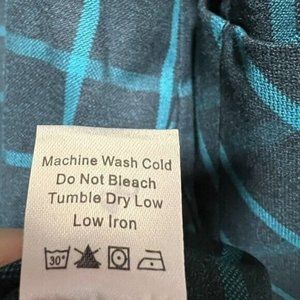 Machine Wash Cold
Do Not Bleach
Tumble Dry Low
Low Iron
30°